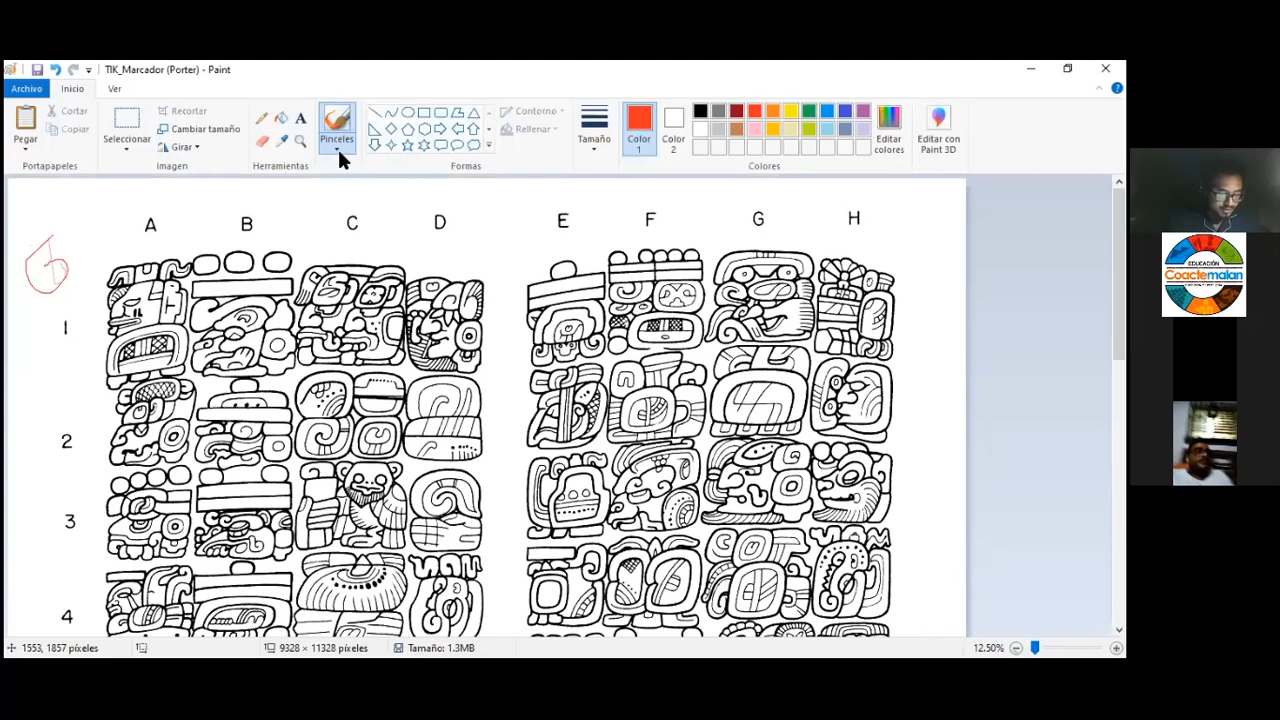 TIK_Marcador (Porter) - Paint
Archivo Inicio Ver
Pegar
Cortar
Copiar
Portapapeles
Seleccionar
Recortar
Cambiar tamaño
Girar
Imagen
A
Herramientas
Pinceles
Contorno
Rellenar
Formas
Tamaño
Color
1
Color
2
Editar
colores
Colores
Editar con
Paint 3D
A B C D E F G H
1
2
3
4
1553, 1857 píxeles
9328 × 11328 píxeles
Tamaño: 1.3MB
12.50%
EDUCACIÓN
Coactemalan